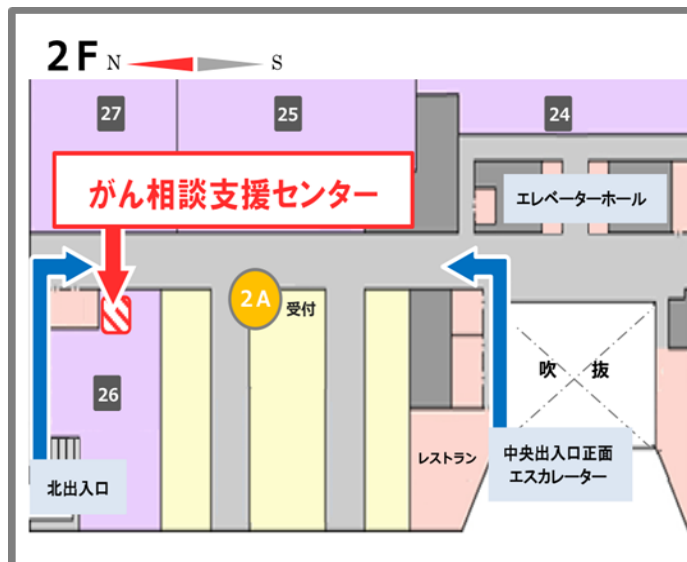 2F N S
27
25
24
がん相談支援センター
エレベーターホール
2A
受付
26
吹 抜
レストラン
中央出入口正面
エスカレーター
北出入口